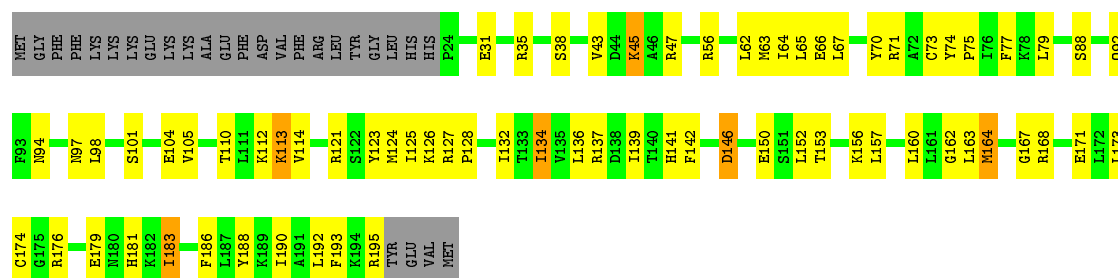 MET GLY PHE PHE LYS LYS LYS GLU LYS LYS ALA GLU PHE ASP VAL PHE ARG LEU TYR GLY LEU HIS HIS P24 E31 R35 S38 V43 D44 K45 A46 R47 R56 L62 M63 I64 L65 E66 L67 Y70 R71 A72 C73 Y74 P75 I76 F77 K78 L79 S88
F93 N94 N97 L98 S101 E104 V105 T110 L111 K112 K113 V114 R121 S122 Y123 M124 I125 K126 R127 P128 I132 T133 I134 V135 L136 R137 D138 I139 T140 H141 F142 D146 E150 S151 L152 T153 K156 L157 L160 L161 G162 L163 M164 G167 R168 E171 L172
C174 G175 R176 E179 N180 H181 K182 I183 F186 L187 Y188 K189 I190 A191 L192 F193 K194 R195 TYR GLU VAL MET